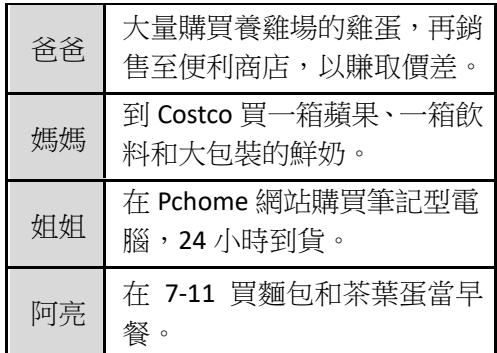 爸爸
大量購買養雞場的雞蛋，再銷
售至便利商店，以賺取價差。
媽媽
到 Costco 買一箱蘋果、一箱飲
料和大包裝的鮮奶。
姐姐
在 Pchome 網站購買筆記型電
腦，24 小時到貨。
阿亮
在 7-11 買麵包和茶葉蛋當早
餐。